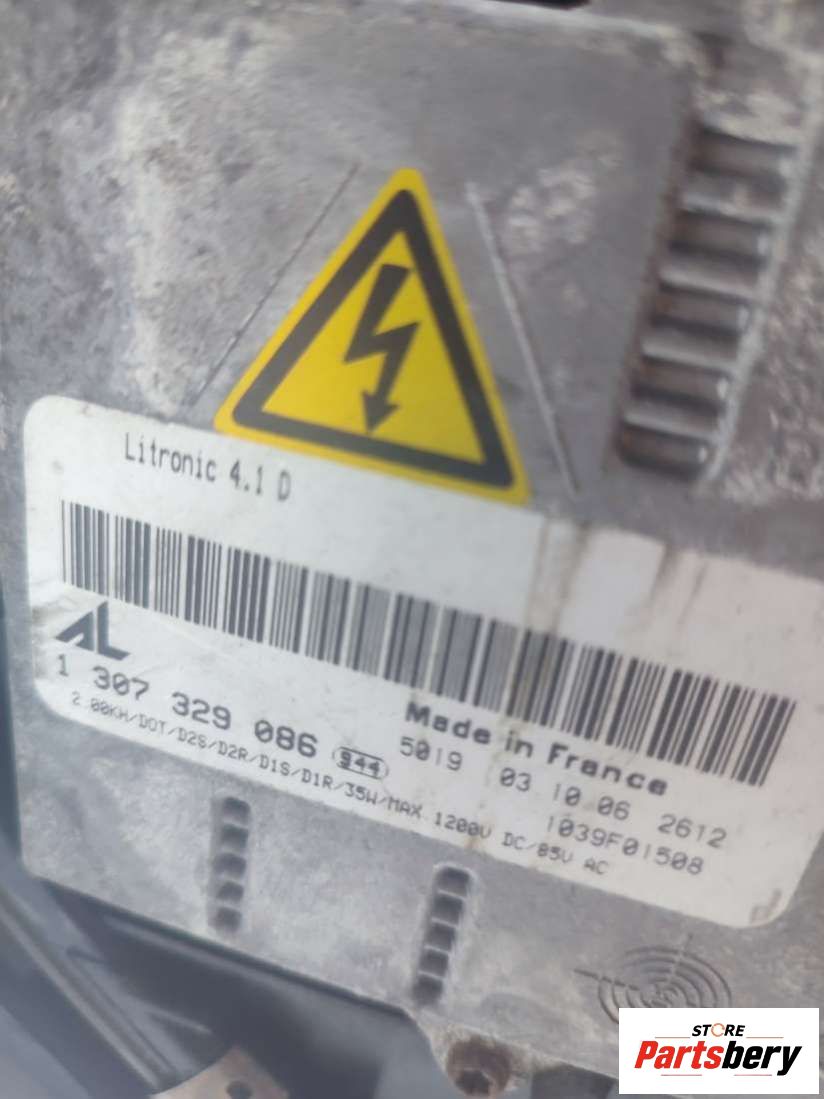 Litronic 4.1 D
AL
1 307 329 086 944
Made in France
5019 03 10 06 2612
1039F01508
2.00KH/DOT/D2S/D2R/D1S/D1R/35W/MAX 1200V DC/85V AC
STORE
Partsbery